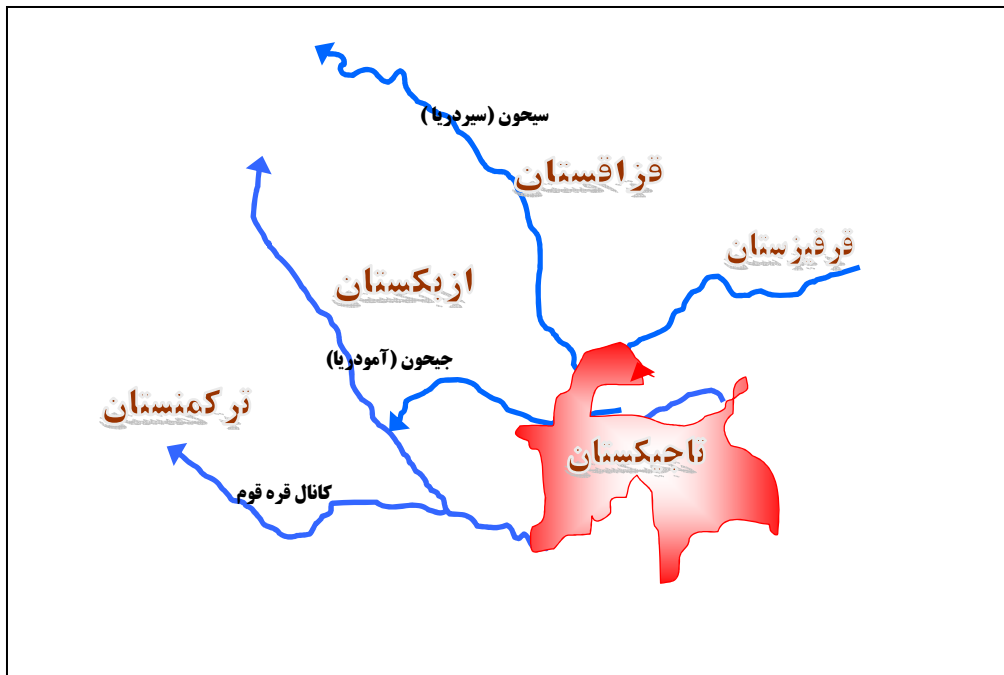 سیحون (سیردریا )
قزاقستان
قرقیزستان
ازبکستان
جیحون (آمودریا)
ترکمنستان
تاجیکستان
کانال قره قوم